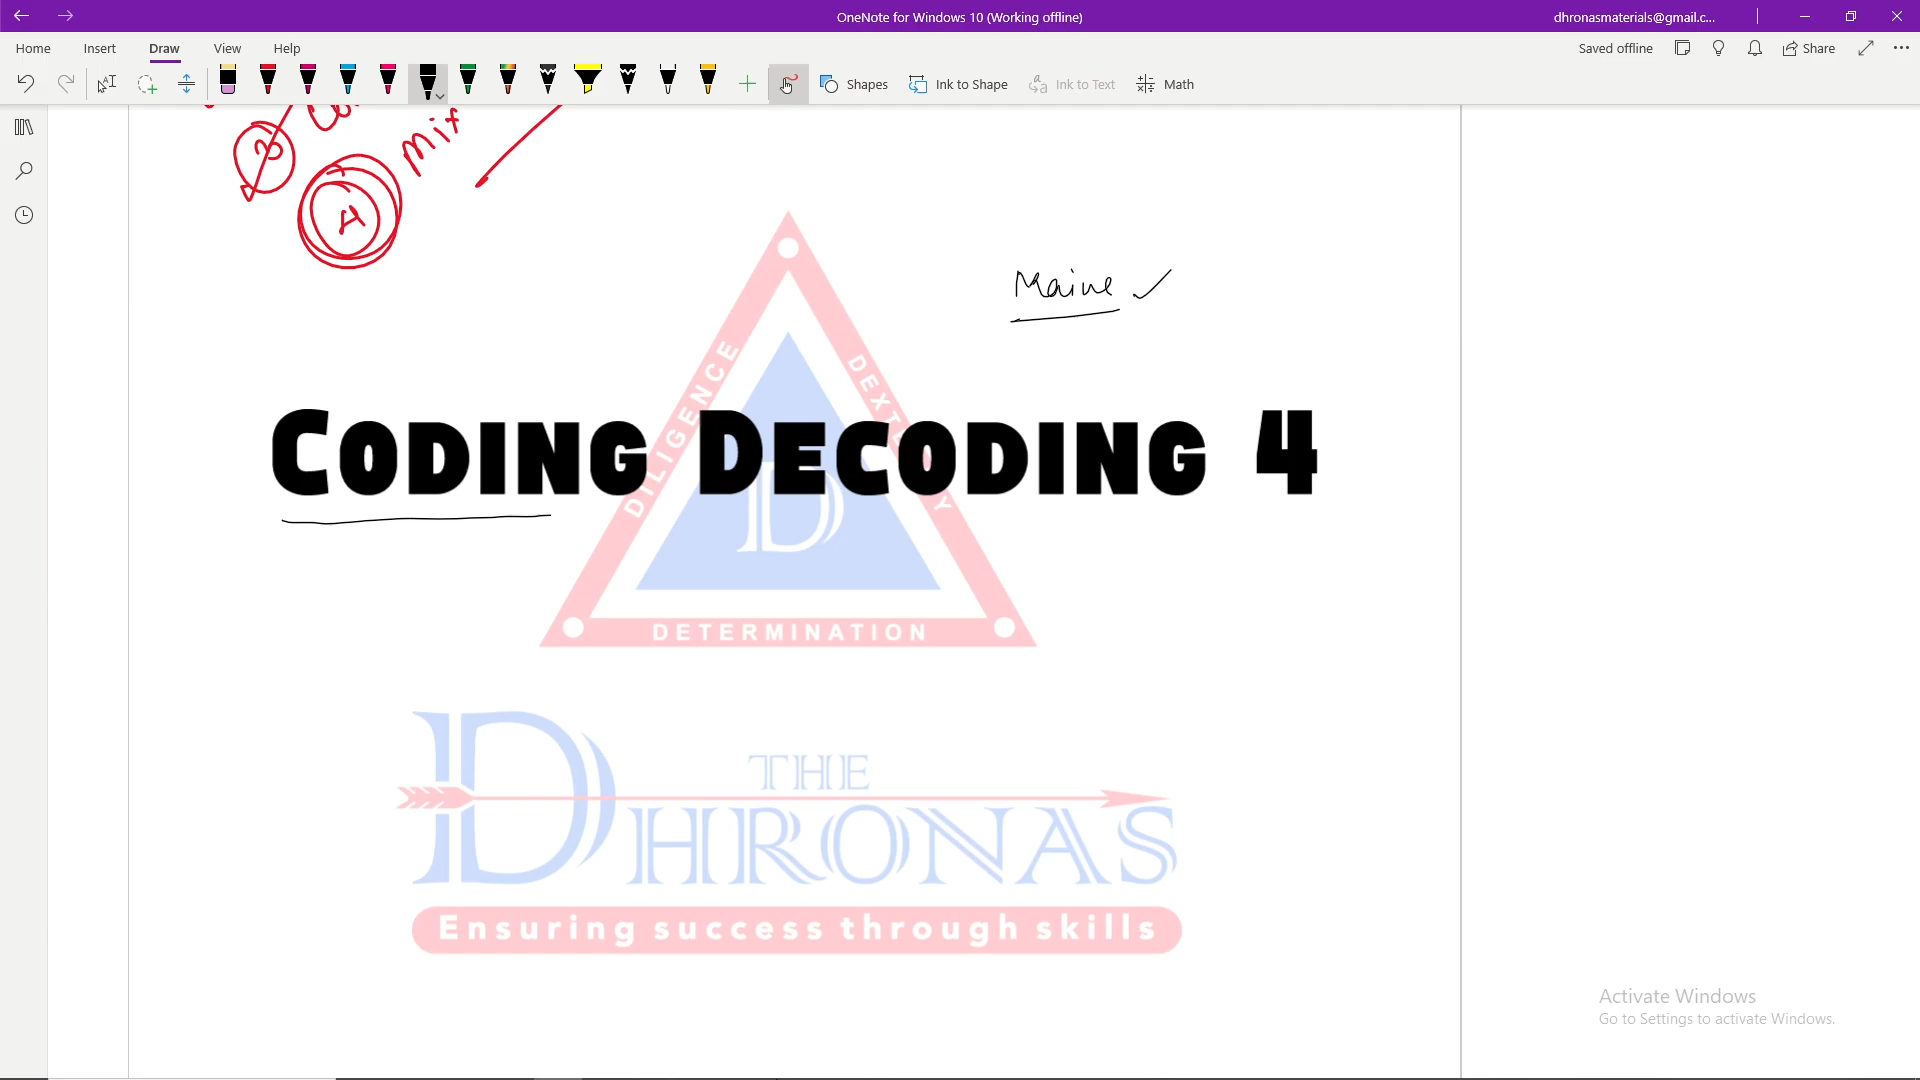 OneNote for Windows 10 (Working offline)
dhronasmaterials@gmail.c...
Home Insert Draw View Help
Saved offline
Share
Shapes
Ink to Shape
Ink to Text
Math
B
A
Mix
Maine ✓
CODING DECODING 4
DILIGENCE
DEXTERITY
D
DETERMINATION
THE
DHRONAS
Ensuring success through skills
Activate Windows
Go to Settings to activate Windows.